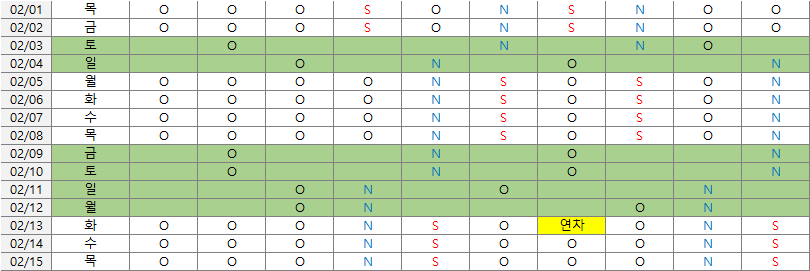 02/01 목 O O O S O N S N O O
02/02 금 O O O S O N S N O O
02/03 토 O N N O
02/04 일 O N O N
02/05 월 O O O O N S O S O N
02/06 화 O O O O N S O S O N
02/07 수 O O O O N S O S O N
02/08 목 O O O O N S O S O N
02/09 금 O N O N
02/10 토 O N O N
02/11 일 O N O N
02/12 월 O N O N
02/13 화 O O O N S O 연차 O N S
02/14 수 O O O N S O O O N S
02/15 목 O O O N S O O O N S